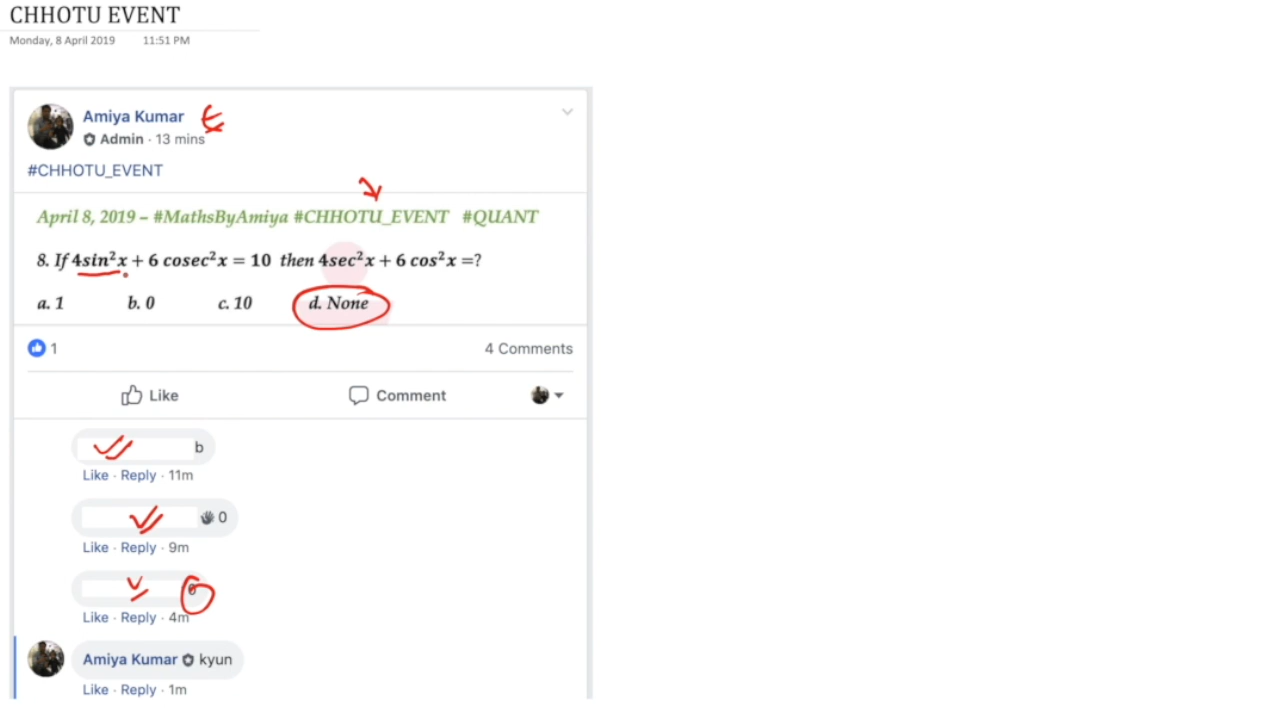 CHHOTU EVENT
Monday, 8 April 2019 11:51 PM
Amiya Kumar
Admin · 13 mins
#CHHOTU_EVENT
April 8, 2019 – #MathsByAmiya #CHHOTU_EVENT #QUANT
8. If 4sin²x + 6 cosec²x = 10 then 4sec²x + 6 cos²x =?
a. 1 b. 0 c. 10 d. None
1 4 Comments
Like Comment
b
Like · Reply · 11m
0
Like · Reply · 9m
Like · Reply · 4m
Amiya Kumar kyun
Like · Reply · 1m